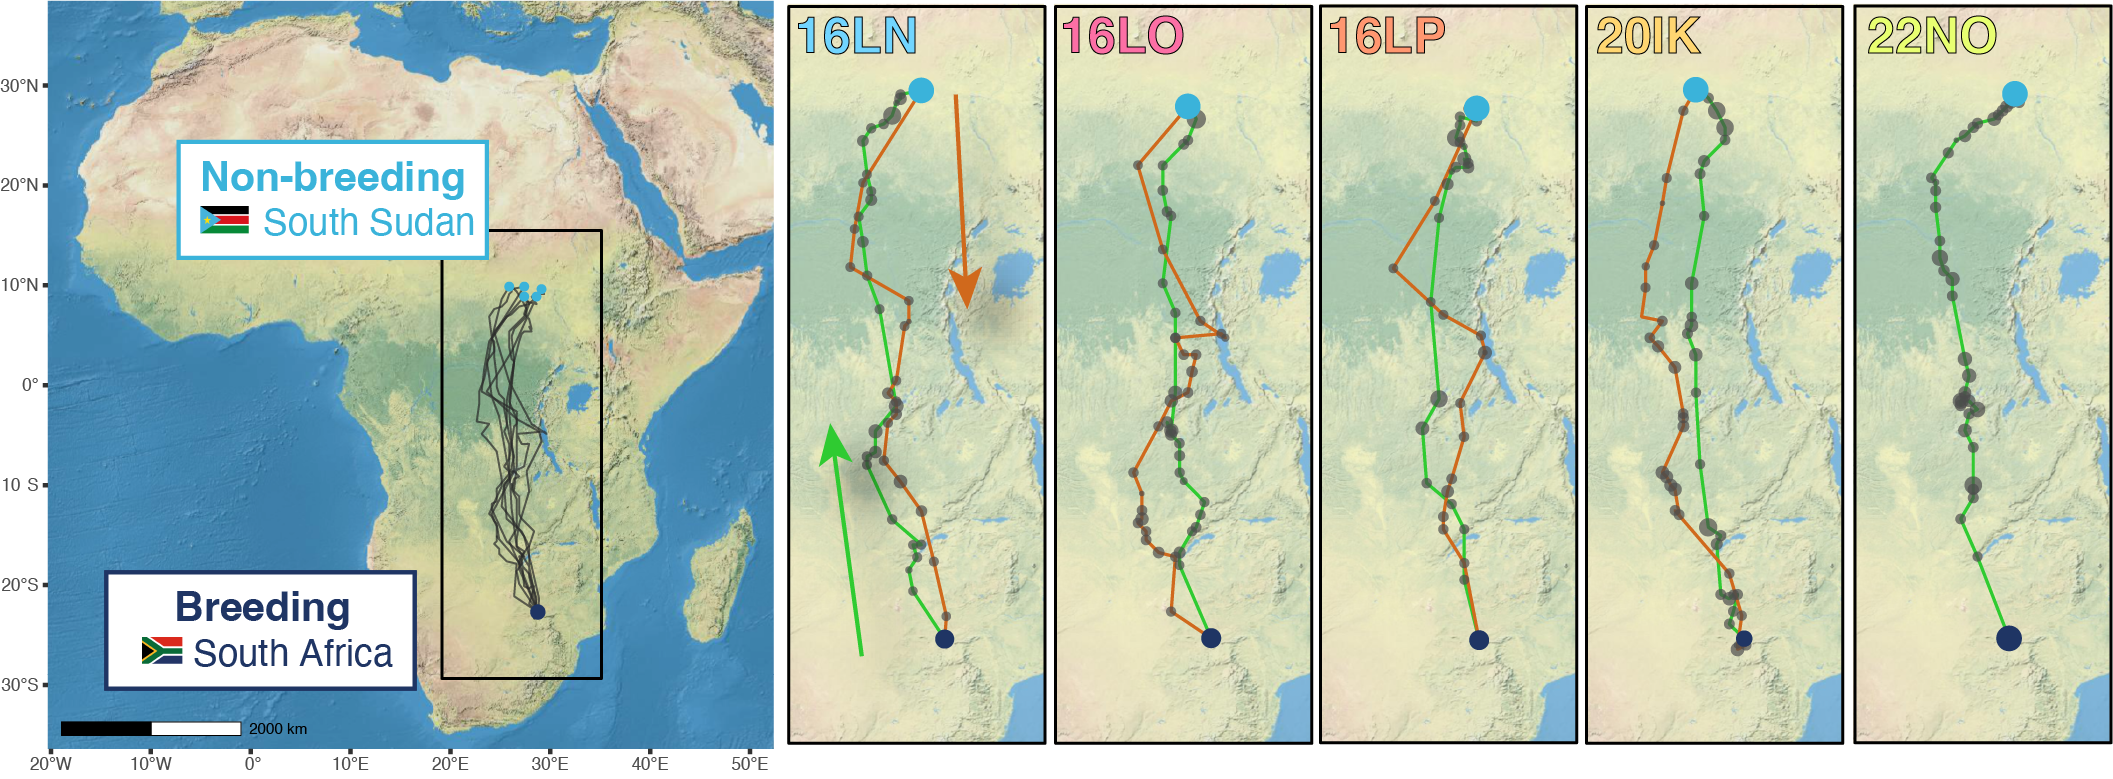 30°N
20°N
10°N
0°
10 S
20°S
30°S
Non-breeding
South Sudan
Breeding
South Africa
2000 km
20°W
10°W
0°
10°E
20°E
30°E
40°E
50°E
16LN
16LO
16LP
20IK
22NO